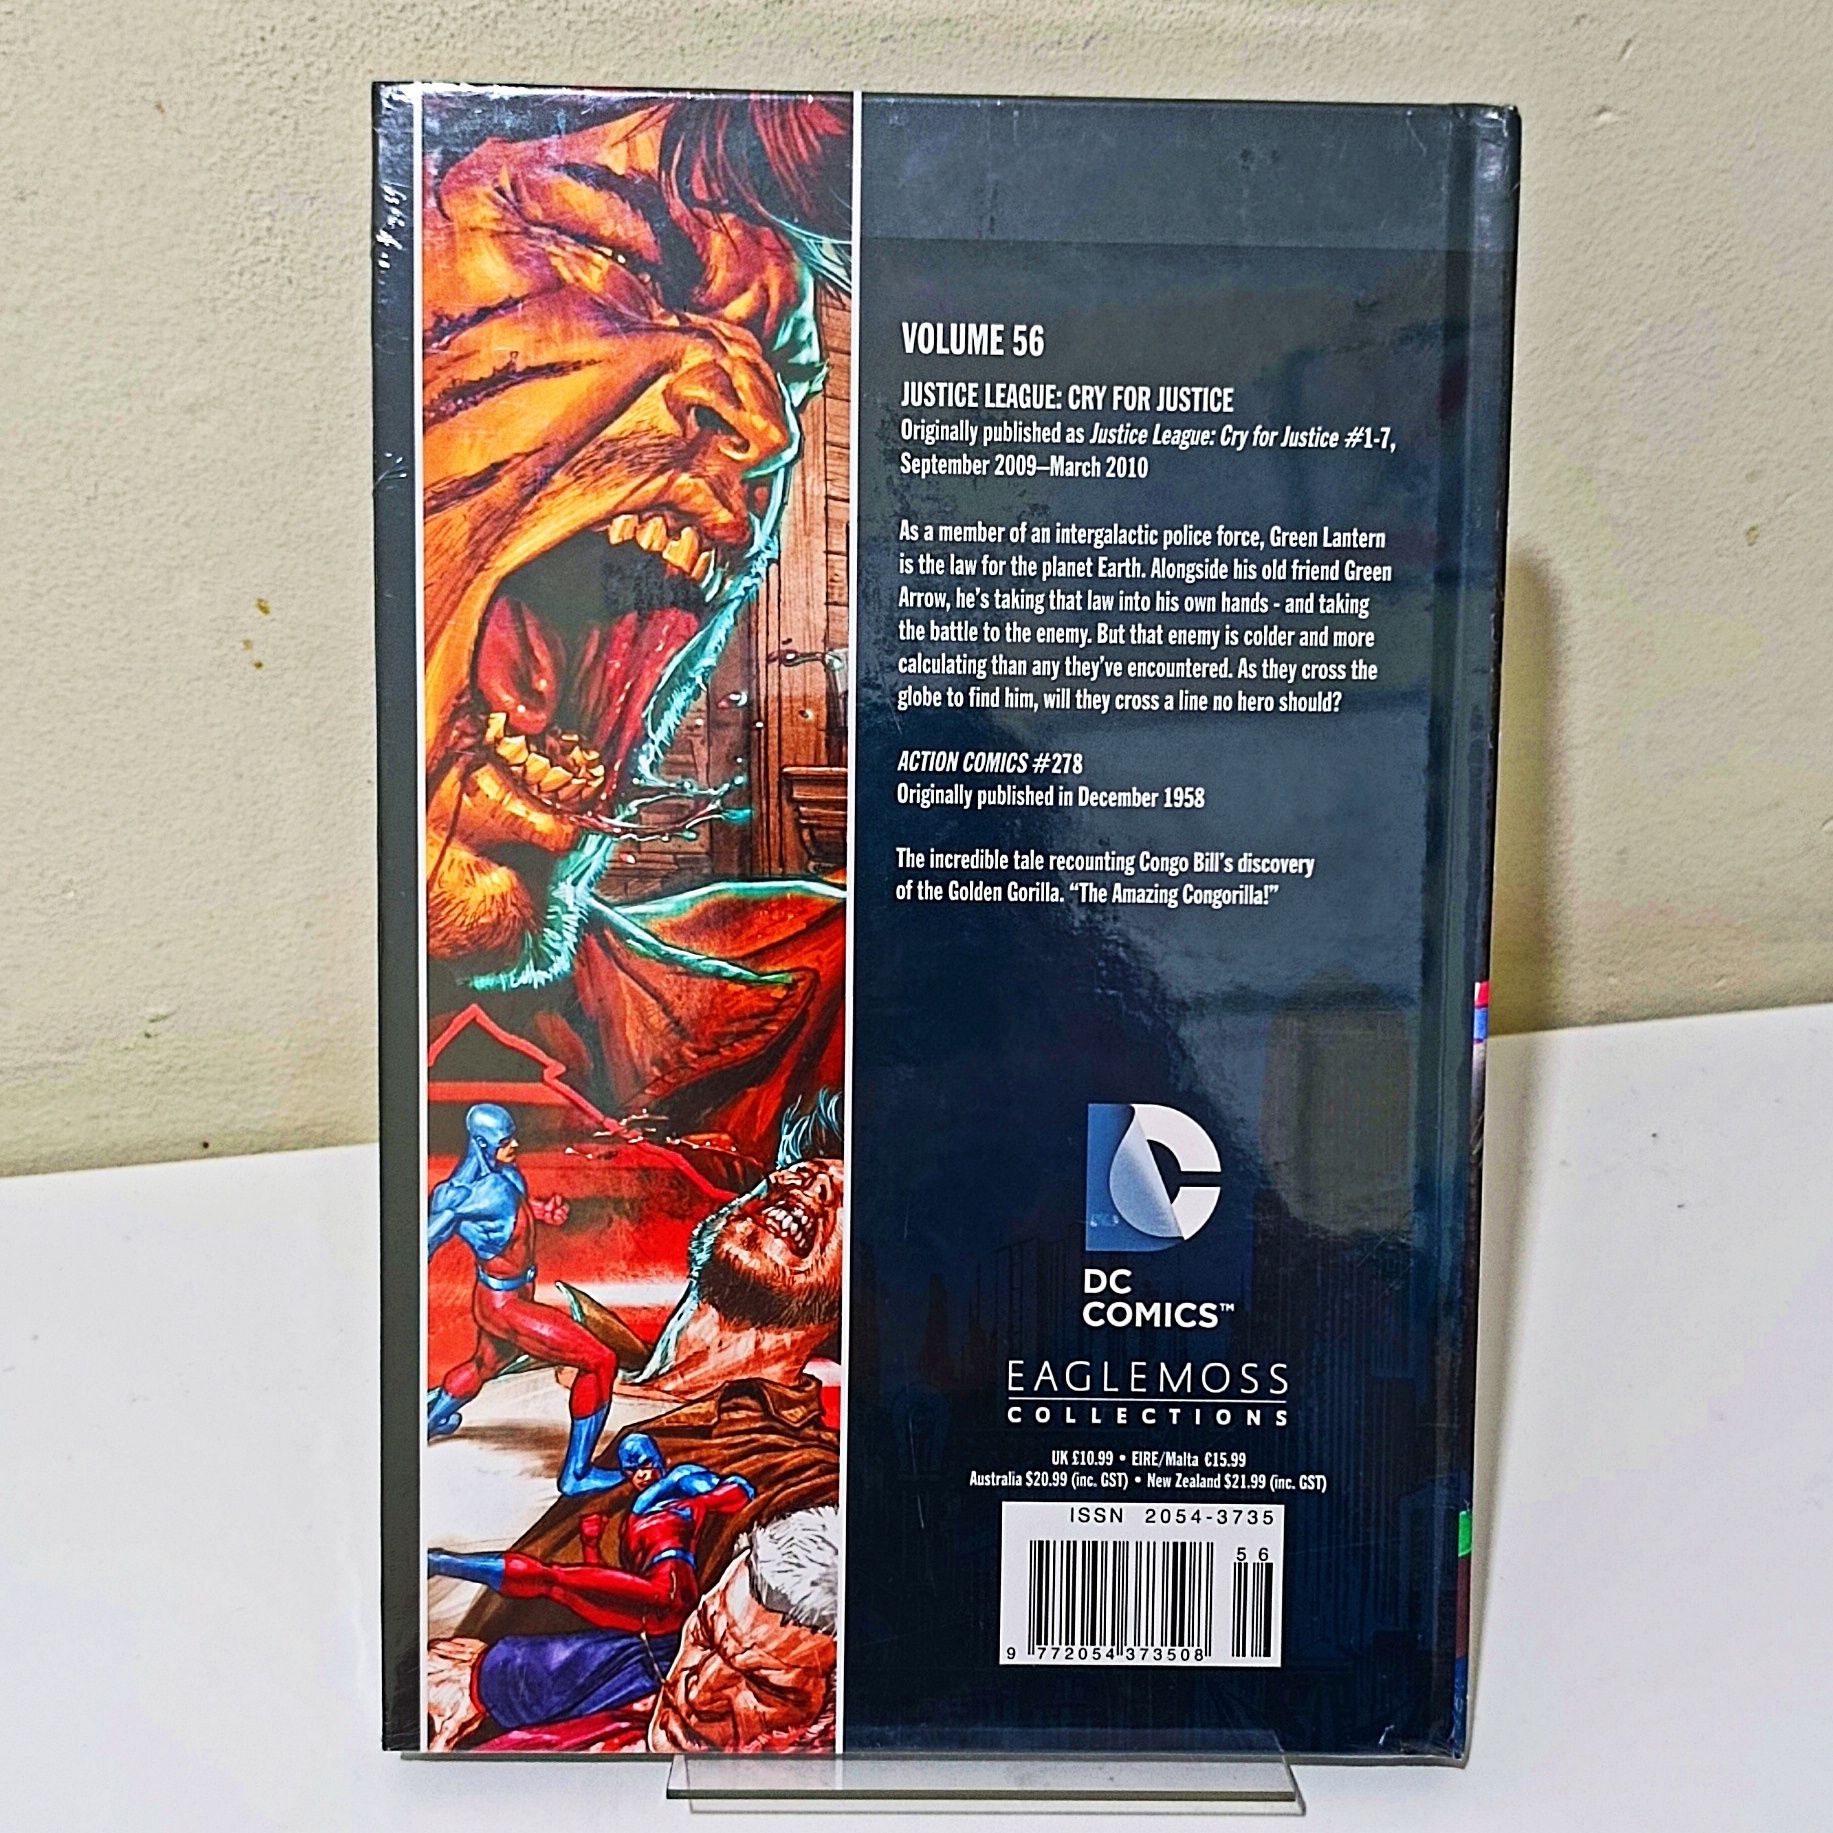 VOLUME 56
JUSTICE LEAGUE: CRY FOR JUSTICE
Originally published as Justice League: Cry for Justice #1-7,
September 2009–March 2010
As a member of an intergalactic police force, Green Lantern
is the law for the planet Earth. Alongside his old friend Green
Arrow, he's taking that law into his own hands - and taking
the battle to the enemy. But that enemy is colder and more
calculating than any they've encountered. As they cross the
globe to find him, will they cross a line no hero should?
ACTION COMICS #278
Originally published in December 1958
The incredible tale recounting Congo Bill's discovery
of the Golden Gorilla. “The Amazing Congorilla!”
DC
COMICS™
EAGLEMOSS
COLLECTIONS
UK £10.99 • EIRE/Malta €15.99
Australia $20.99 (inc. GST) • New Zealand $21.99 (inc. GST)
ISSN 2054-3735
56
9 772054 373508